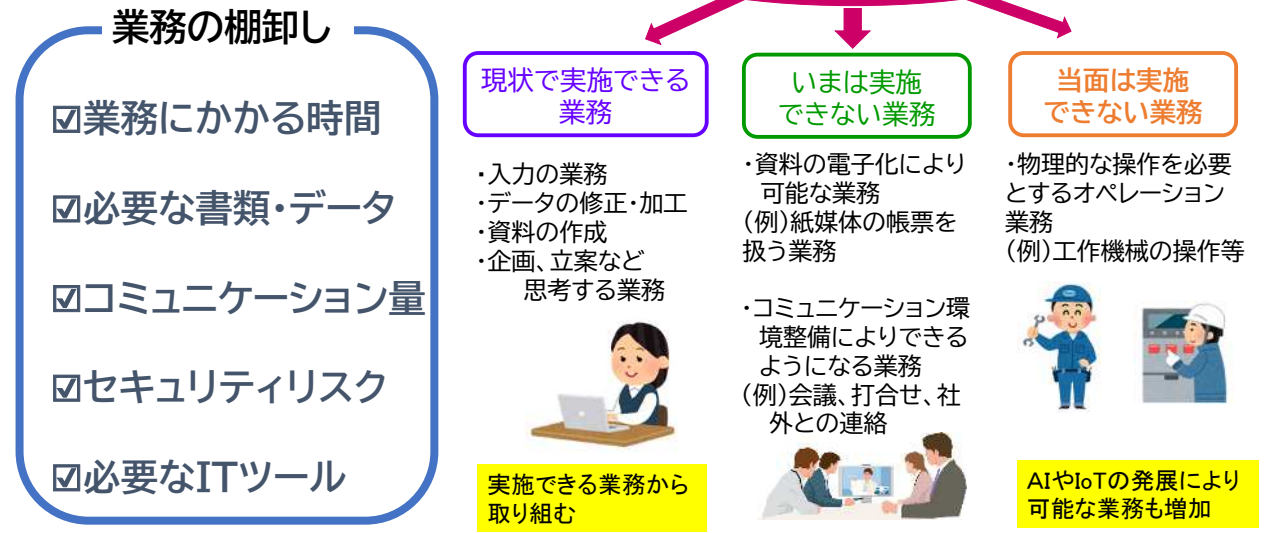 業務の棚卸し
☑業務にかかる時間
☑必要な書類・データ
☑コミュニケーション量
☑セキュリティリスク
☑必要なITツール
現状で実施できる
業務
・入力の業務
・データの修正・加工
・資料の作成
・企画、立案など
思考する業務
実施できる業務から
取り組む
いまは実施
できない業務
・資料の電子化により
可能な業務
(例)紙媒体の帳票を
扱う業務
・コミュニケーション環
境整備によりできる
ようになる業務
(例)会議、打合せ、社
外との連絡
当面は実施
できない業務
・物理的な操作を必要
とするオペレーション
業務
(例)工作機械の操作等
AIやIoTの発展により
可能な業務も増加